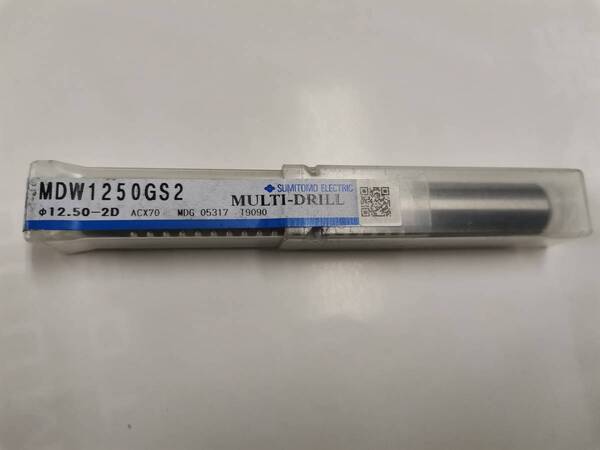 MDW1250GS2
SUMITOMO ELECTRIC
MULTI-DRILL
Φ12.50-2D ACX70 MDG 05317 19090